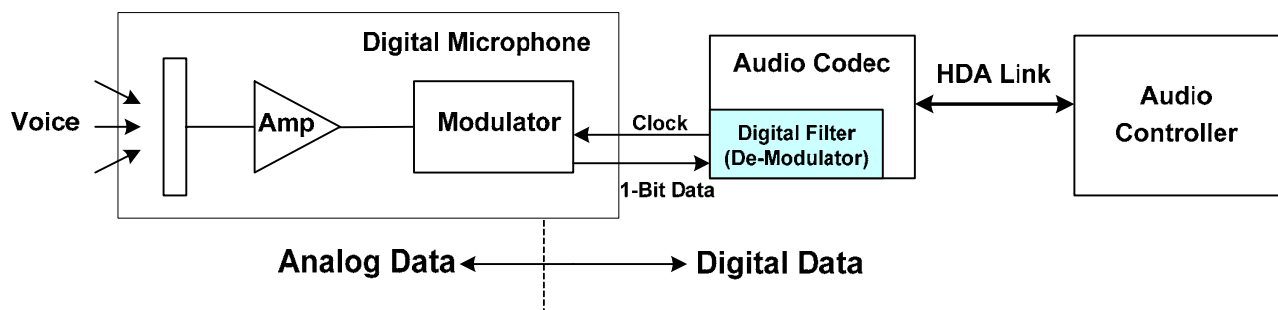 Digital Microphone
Voice
Amp
Modulator
Clock
1-Bit Data
Audio Codec
Digital Filter
(De-Modulator)
HDA Link
Audio
Controller
Analog Data
Digital Data